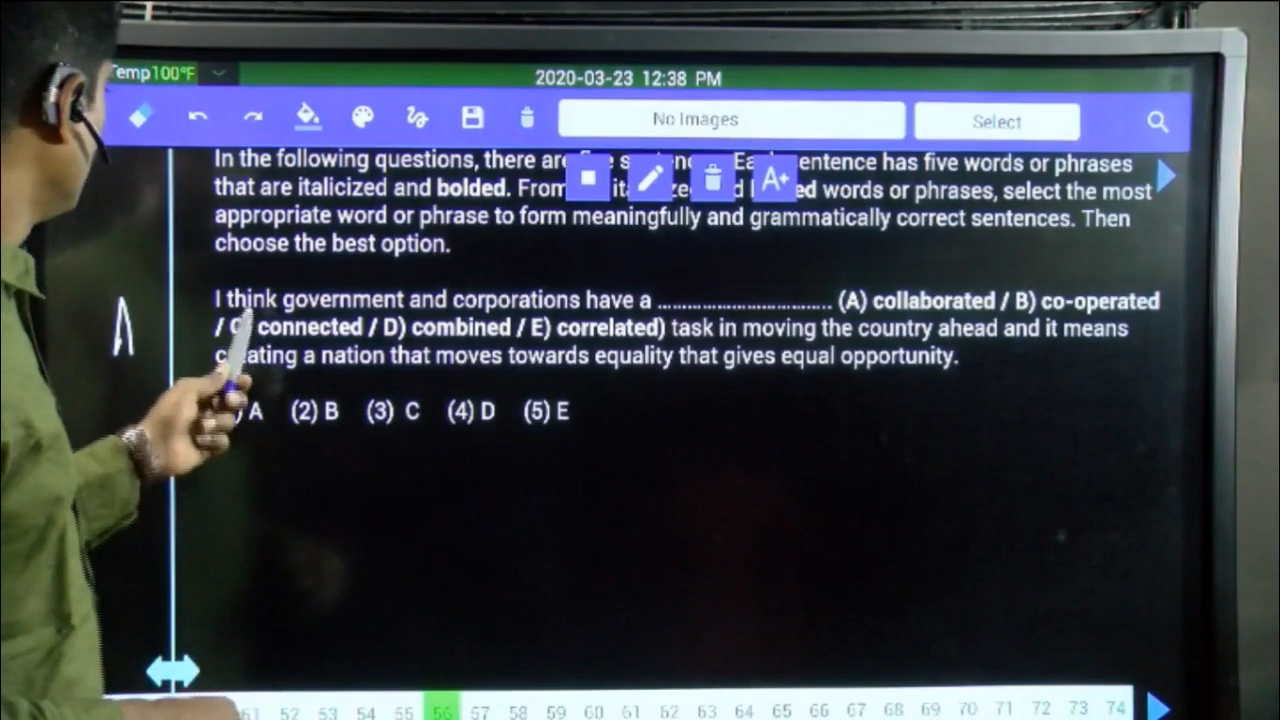 Temp100°F
2020-03-23 12:38 PM
No Images
Select
A+
In the following questions, there are sentence has five words or phrases
that are italicized and bolded. From words or phrases, select the most
appropriate word or phrase to form meaningfully and grammatically correct sentences. Then
choose the best option.
I think government and corporations have a ................................ (A) collaborated / B) co-operated
/ connected / D) combined / E) correlated) task in moving the country ahead and it means
a nation that moves towards equality that gives equal opportunity.
A (2) B (3) C (4) D (5) E
51 52 53 54 55 56 57 58 59 60 61 62 63 64 65 66 67 68 69 70 71 72 73 74